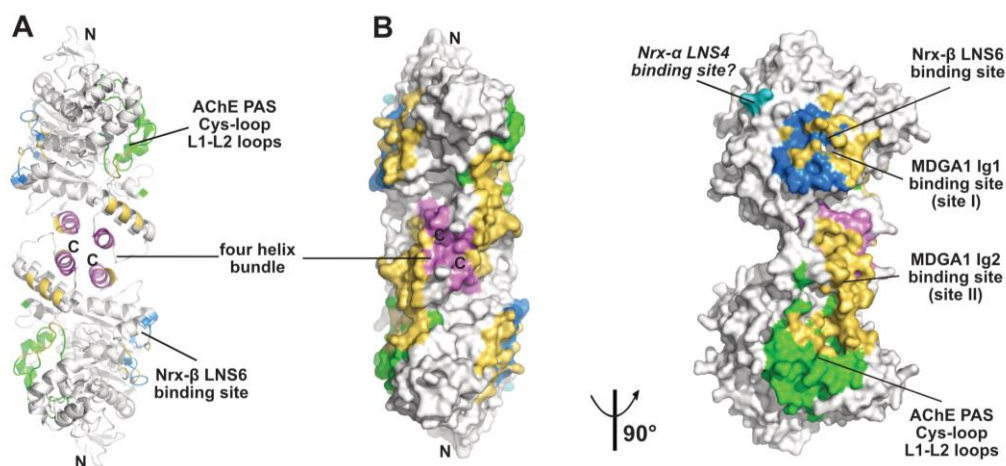 A
N
AChE PAS
Cys-loop
L1-L2 loops
C
C
four helix
bundle
Nrx-β LNS6
binding site
N
B
N
C
C
N
90°
Nrx-α LNS4
binding site?
Nrx-β LNS6
binding site
MDGA1 Ig1
binding site
(site I)
MDGA1 Ig2
binding site
(site II)
AChE PAS
Cys-loop
L1-L2 loops